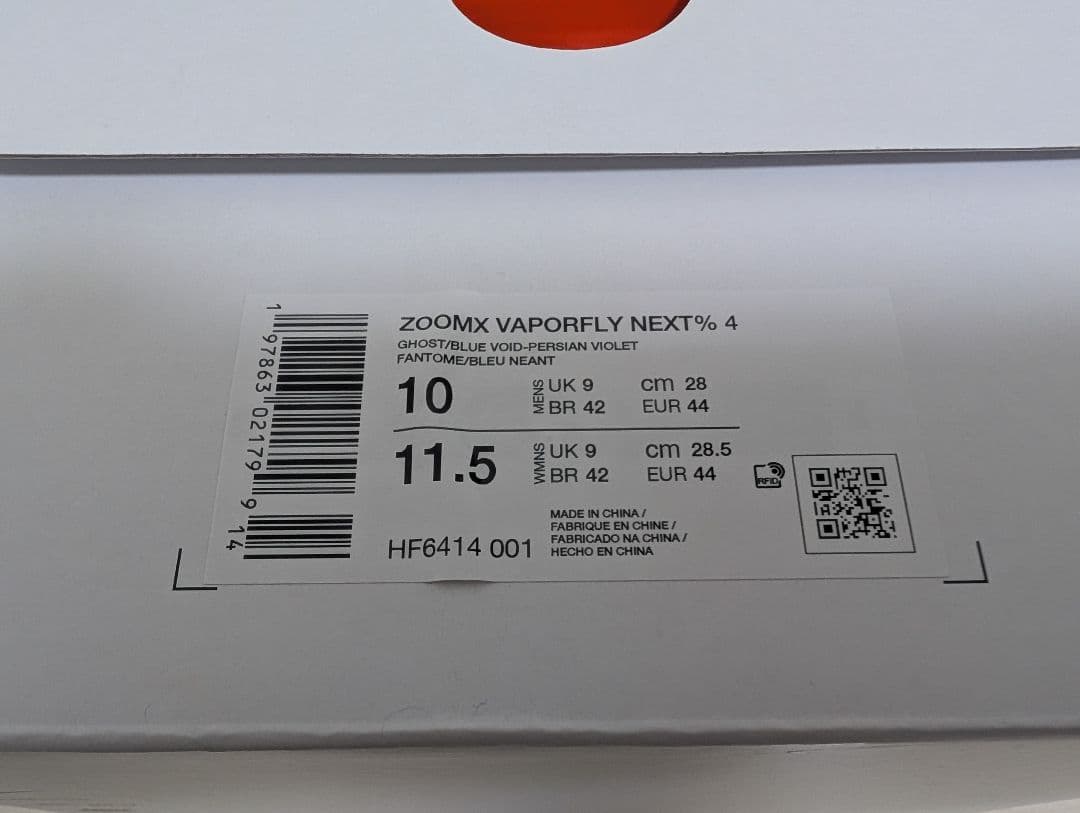 ZOOMX VAPORFLY NEXT% 4
GHOST/BLUE VOID-PERSIAN VIOLET
FANTOME/BLEU NEANT
10 MENS UK 9 cm 28
BR 42 EUR 44
11.5 WMNS UK 9 cm 28.5
BR 42 EUR 44
RFID
MADE IN CHINA /
FABRIQUE EN CHINE /
FABRICADO NA CHINA /
HECHO EN CHINA
HF6414 001
1 97863 02179 9 14